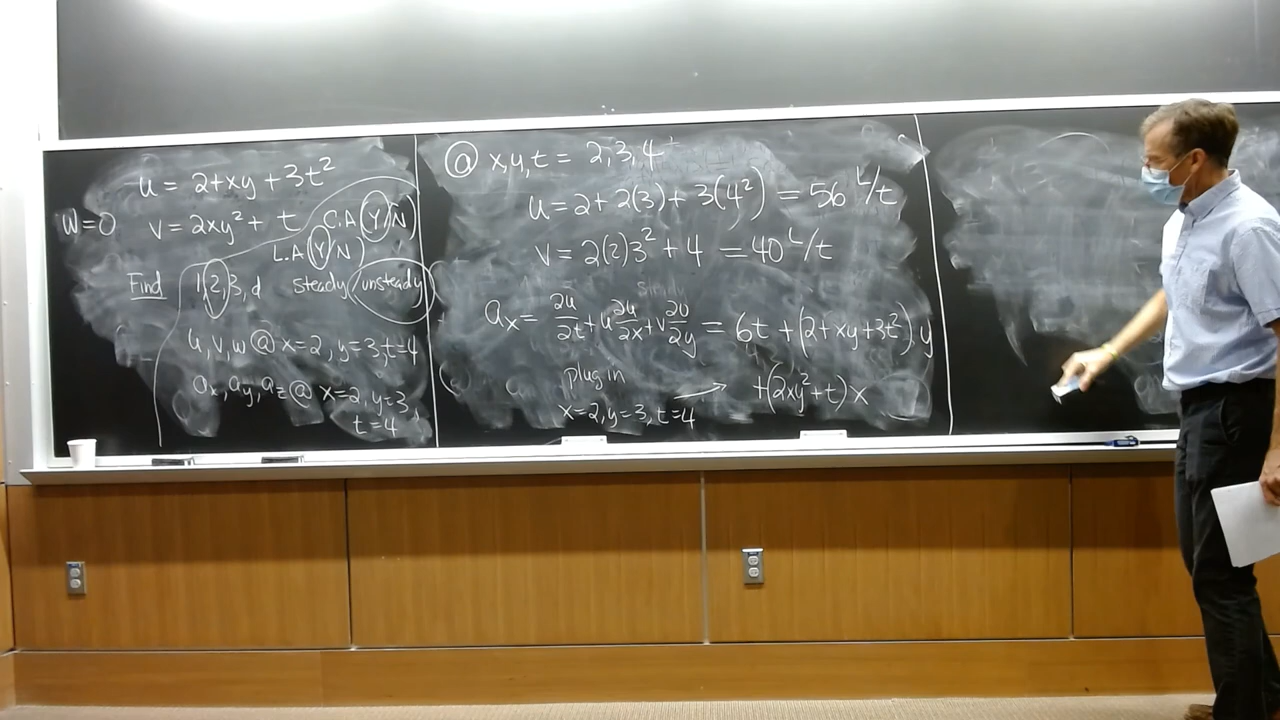 u = 2+xy+3t²
w=0 v = 2xy² + t C.A (Y/N)
L.A (Y/N)
Find 1,2,3,d steady/unsteady
u,v,w @ x=2, y=3, t=4
ax, ay, az @ x=2, y=3,
t=4
@ x,y,t = 2,3,4
u = 2 + 2(3) + 3(4²) = 56 L/t
v = 2(2)3² + 4 = 40 L/t
ax = ∂u/∂t + u ∂u/∂x + v ∂u/∂y = 6t + (2+xy+3t²) y
plug in
+(2xy²+t) x
x=2, y=3, t=4 →